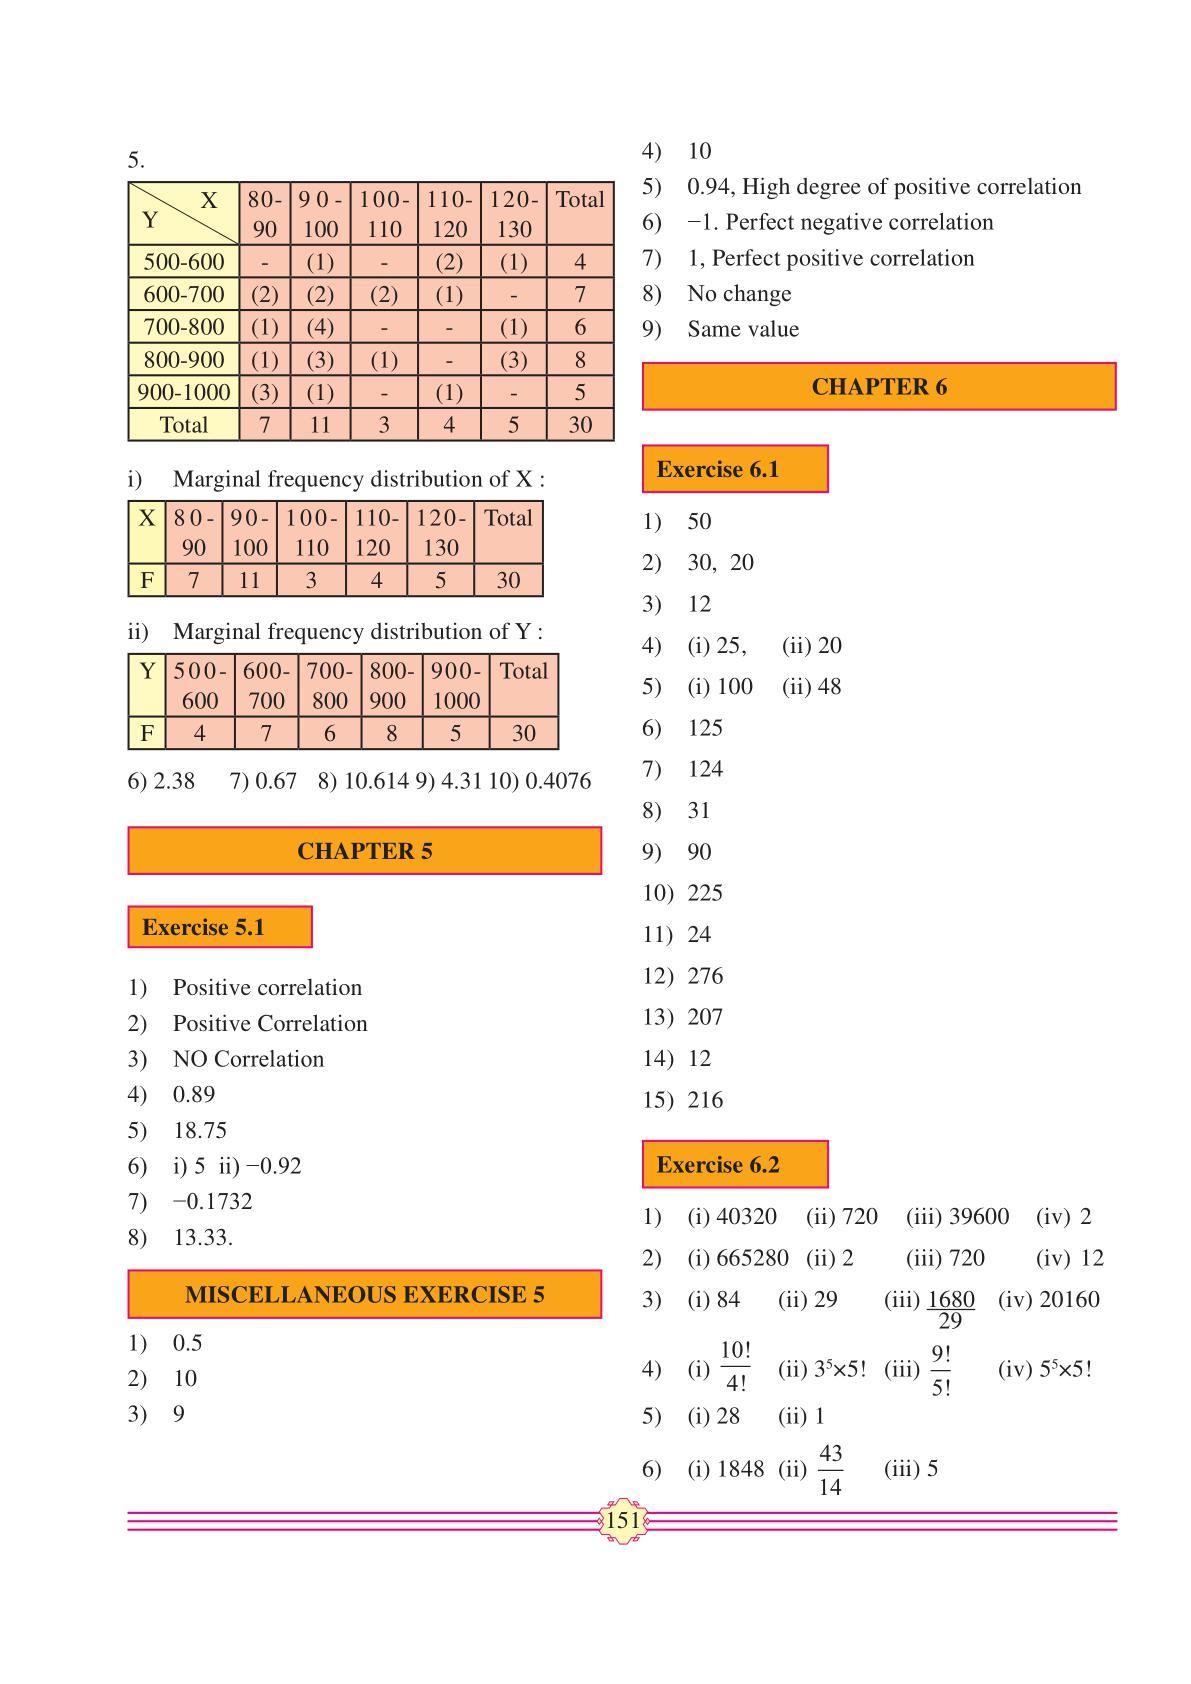 5.
X
Y
80-90 90-100 100-110 110-120 120-130 Total
500-600 - (1) - (2) (1) 4
600-700 (2) (2) (2) (1) - 7
700-800 (1) (4) - - (1) 6
800-900 (1) (3) (1) - (3) 8
900-1000 (3) (1) - (1) - 5
Total 7 11 3 4 5 30
i) Marginal frequency distribution of X :
X 80-90 90-100 100-110 110-120 120-130 Total
F 7 11 3 4 5 30
ii) Marginal frequency distribution of Y :
Y 500-600 600-700 700-800 800-900 900-1000 Total
F 4 7 6 8 5 30
6) 2.38 7) 0.67 8) 10.614 9) 4.31 10) 0.4076
CHAPTER 5
Exercise 5.1
1) Positive correlation
2) Positive Correlation
3) NO Correlation
4) 0.89
5) 18.75
6) i) 5 ii) −0.92
7) −0.1732
8) 13.33.
MISCELLANEOUS EXERCISE 5
1) 0.5
2) 10
3) 9
4) 10
5) 0.94, High degree of positive correlation
6) −1. Perfect negative correlation
7) 1, Perfect positive correlation
8) No change
9) Same value
CHAPTER 6
Exercise 6.1
1) 50
2) 30, 20
3) 12
4) (i) 25, (ii) 20
5) (i) 100 (ii) 48
6) 125
7) 124
8) 31
9) 90
10) 225
11) 24
12) 276
13) 207
14) 12
15) 216
Exercise 6.2
1) (i) 40320 (ii) 720 (iii) 39600 (iv) 2
2) (i) 665280 (ii) 2 (iii) 720 (iv) 12
3) (i) 84 (ii) 29 (iii) 1680/29 (iv) 20160
4) (i) 10!/4! (ii) 3⁵×5! (iii) 9!/5! (iv) 5⁵×5!
5) (i) 28 (ii) 1
6) (i) 1848 (ii) 43/14 (iii) 5
151